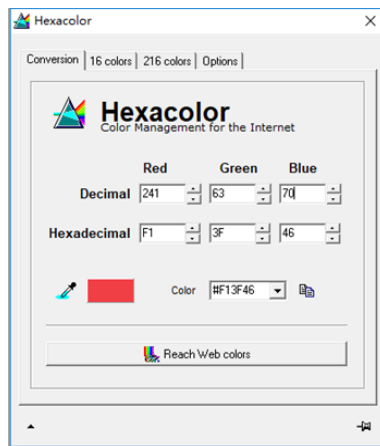 Hexacolor
Conversion 16 colors 216 colors Options
Hexacolor
Color Management for the Internet
Red Green Blue
Decimal 241 63 70
Hexadecimal F1 3F 46
Color #F13F46
Reach Web colors